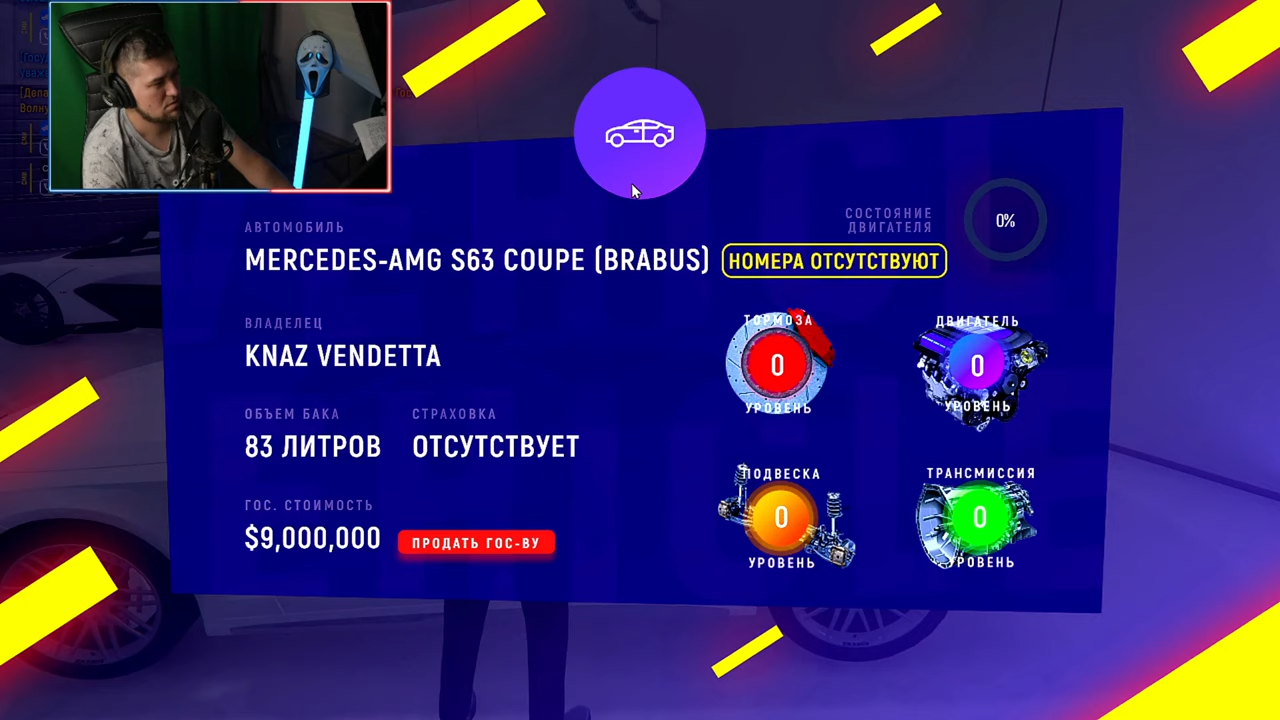 АВТОМОБИЛЬ
MERCEDES-AMG S63 COUPE (BRABUS)
НОМЕРА ОТСУТСТВУЮТ
СОСТОЯНИЕ
ДВИГАТЕЛЯ
0%
ВЛАДЕЛЕЦ
KNAZ VENDETTA
ОБЪЕМ БАКА
83 ЛИТРОВ
СТРАХОВКА
ОТСУТСТВУЕТ
ГОС. СТОИМОСТЬ
$9,000,000
ПРОДАТЬ ГОС-ВУ
ТОРМОЗА
0
УРОВЕНЬ
ДВИГАТЕЛЬ
0
УРОВЕНЬ
ПОДВЕСКА
0
УРОВЕНЬ
ТРАНСМИССИЯ
0
УРОВЕНЬ